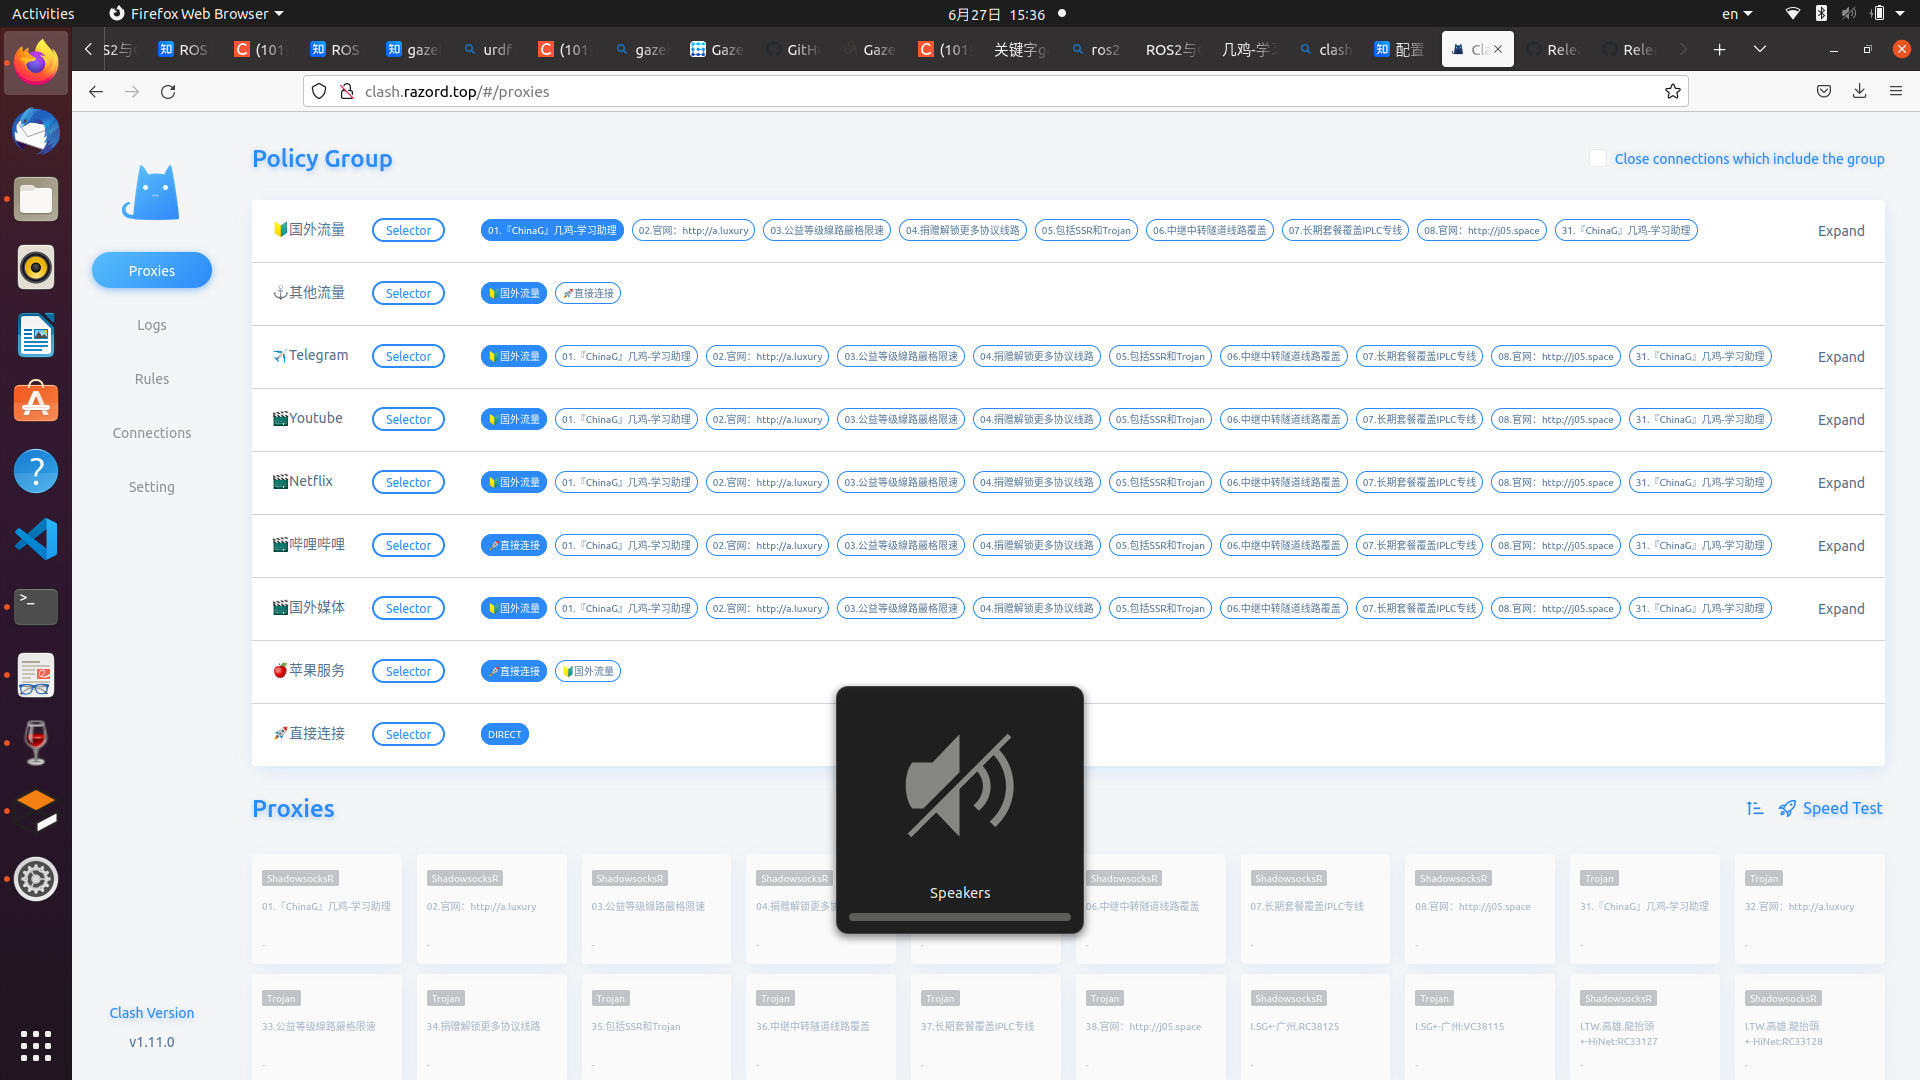 Activities
Firefox Web Browser
6月27日 15:36
en
ROS
(101
ROS
gaze
urdf
(101
gaze
Gaze
GitH
Gaze
(101
关键字g
ros2
ROS2与
几鸡-学
clash
配置
Cla
Relea
Relea
clash.razord.top/#/proxies
Policy Group
Close connections which include the group
国外流量 Selector 01.『ChinaG』几鸡-学习助理 02.官网：http://a.luxury 03.公益等级線路嚴格限速 04.捐赠解锁更多协议线路 05.包括SSR和Trojan 06.中继中转隧道线路覆盖 07.长期套餐覆盖IPLC专线 08.官网：http://j05.space 31.『ChinaG』几鸡-学习助理 Expand
其他流量 Selector 国外流量 直接连接
Telegram Selector 国外流量 01.『ChinaG』几鸡-学习助理 02.官网：http://a.luxury 03.公益等级線路嚴格限速 04.捐赠解锁更多协议线路 05.包括SSR和Trojan 06.中继中转隧道线路覆盖 07.长期套餐覆盖IPLC专线 08.官网：http://j05.space 31.『ChinaG』几鸡-学习助理 Expand
Youtube Selector 国外流量 01.『ChinaG』几鸡-学习助理 02.官网：http://a.luxury 03.公益等级線路嚴格限速 04.捐赠解锁更多协议线路 05.包括SSR和Trojan 06.中继中转隧道线路覆盖 07.长期套餐覆盖IPLC专线 08.官网：http://j05.space 31.『ChinaG』几鸡-学习助理 Expand
Netflix Selector 国外流量 01.『ChinaG』几鸡-学习助理 02.官网：http://a.luxury 03.公益等级線路嚴格限速 04.捐赠解锁更多协议线路 05.包括SSR和Trojan 06.中继中转隧道线路覆盖 07.长期套餐覆盖IPLC专线 08.官网：http://j05.space 31.『ChinaG』几鸡-学习助理 Expand
哔哩哔哩 Selector 直接连接 01.『ChinaG』几鸡-学习助理 02.官网：http://a.luxury 03.公益等级線路嚴格限速 04.捐赠解锁更多协议线路 05.包括SSR和Trojan 06.中继中转隧道线路覆盖 07.长期套餐覆盖IPLC专线 08.官网：http://j05.space 31.『ChinaG』几鸡-学习助理 Expand
国外媒体 Selector 国外流量 01.『ChinaG』几鸡-学习助理 02.官网：http://a.luxury 03.公益等级線路嚴格限速 04.捐赠解锁更多协议线路 05.包括SSR和Trojan 06.中继中转隧道线路覆盖 07.长期套餐覆盖IPLC专线 08.官网：http://j05.space 31.『ChinaG』几鸡-学习助理 Expand
苹果服务 Selector 直接连接 国外流量
直接连接 Selector DIRECT
Proxies
Logs
Rules
Connections
Setting
Clash Version
v1.11.0
Proxies
Speed Test
Speakers
ShadowsocksR ShadowsocksR ShadowsocksR ShadowsocksR ShadowsocksR ShadowsocksR ShadowsocksR Trojan Trojan
01.『ChinaG』几鸡-学习助理 02.官网：http://a.luxury 03.公益等级線路嚴格限速 04.捐赠解锁更多协 06.中继中转隧道线路覆盖 07.长期套餐覆盖IPLC专线 08.官网：http://j05.space 31.『ChinaG』几鸡-学习助理 32.官网：http://a.luxury
- - - - - - - -
Trojan Trojan Trojan Trojan Trojan Trojan ShadowsocksR Trojan ShadowsocksR ShadowsocksR
33.公益等级線路嚴格限速 34.捐赠解锁更多协议线路 35.包括SSR和Trojan 36.中继中转隧道线路覆盖 37.长期套餐覆盖IPLC专线 38.官网：http://j05.space I.SG⇠广州.RC38125 I.SG⇠广州:VC38115 I.TW.高雄.龍抬頭 I.TW.高雄.龍抬頭
⇠HiNet:RC33127 ⇠HiNet:RC33128
- - - - - - - - - -